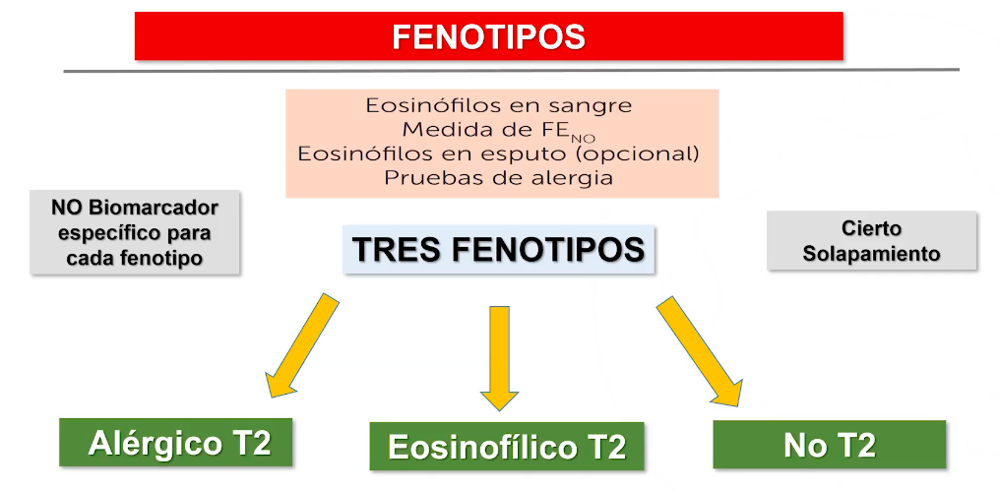 FENOTIPOS
Eosinófilos en sangre
Medida de FENO
Eosinófilos en esputo (opcional)
Pruebas de alergia
NO Biomarcador
específico para
cada fenotipo
TRES FENOTIPOS
Cierto
Solapamiento
Alérgico T2
Eosinofílico T2
No T2